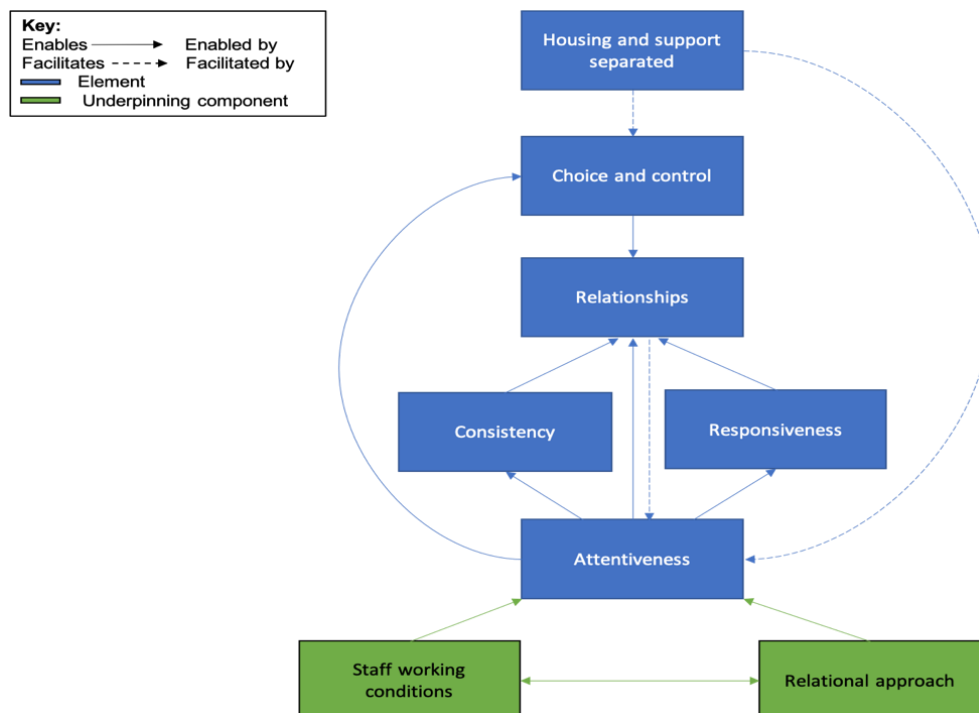 Key:
Enables Enabled by
Facilitates Facilitated by
Element
Underpinning component
Housing and support
separated
Choice and control
Relationships
Consistency
Responsiveness
Attentiveness
Staff working
conditions
Relational approach